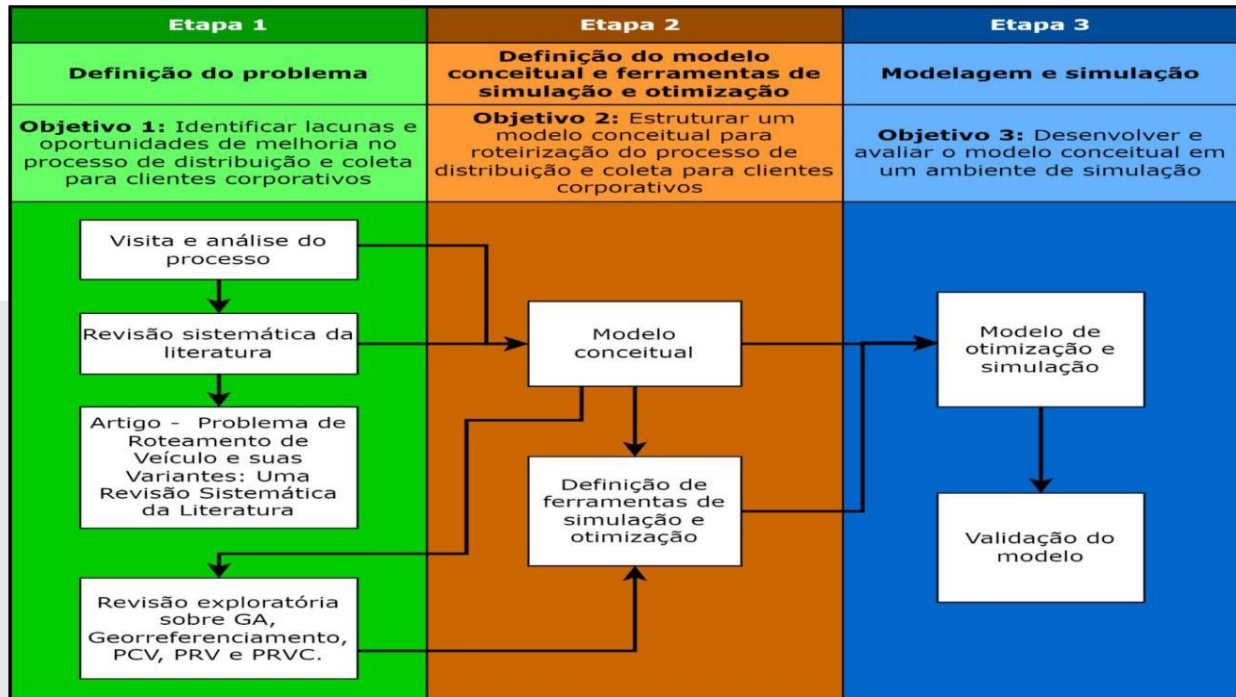 Etapa 1
Etapa 2
Etapa 3
Definição do problema
Definição do modelo
conceitual e ferramentas de
simulação e otimização
Modelagem e simulação
Objetivo 1: Identificar lacunas e
oportunidades de melhoria no
processo de distribuição e coleta
para clientes corporativos
Objetivo 2: Estruturar um
modelo conceitual para
roteirização do processo de
distribuição e coleta para clientes
corporativos
Objetivo 3: Desenvolver e
avaliar o modelo conceitual em
um ambiente de simulação
Visita e análise do
processo
Revisão sistemática da
literatura
Artigo - Problema de
Roteamento de
Veículo e suas
Variantes: Uma
Revisão Sistemática
da Literatura
Revisão exploratória
sobre GA,
Georreferenciamento,
PCV, PRV e PRVC.
Modelo
conceitual
Definição de
ferramentas de
simulação e
otimização
Modelo de
otimização e
simulação
Validação do
modelo